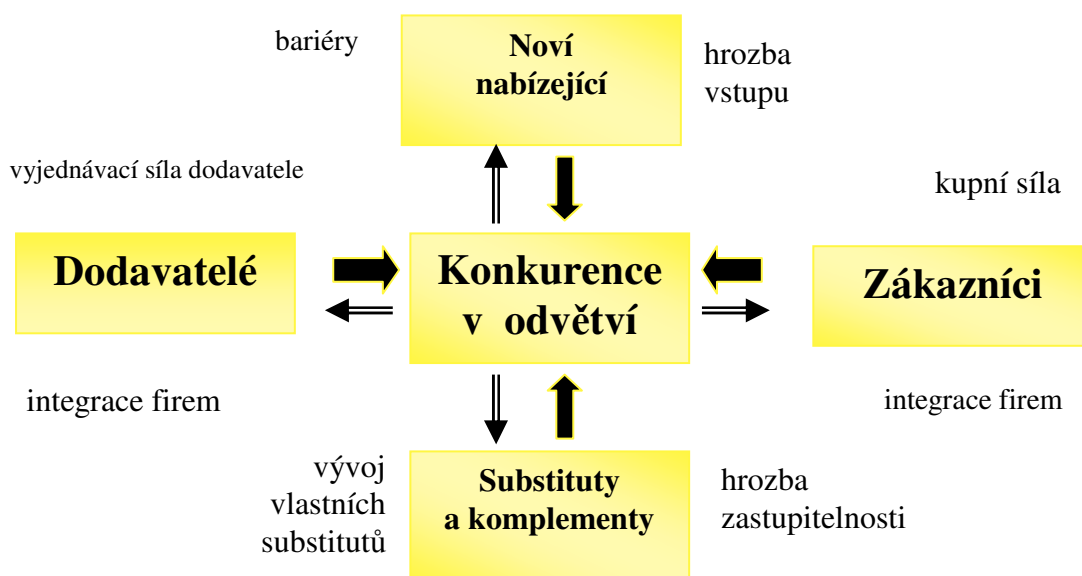 bariéry
Noví
nabízející
hrozba
vstupu
vyjednávací síla dodavatele
kupní síla
Dodavatelé
Konkurence
v odvětví
Zákazníci
integrace firem
integrace firem
vývoj
vlastních
substitutů
Substituty
a komplementy
hrozba
zastupitelnosti